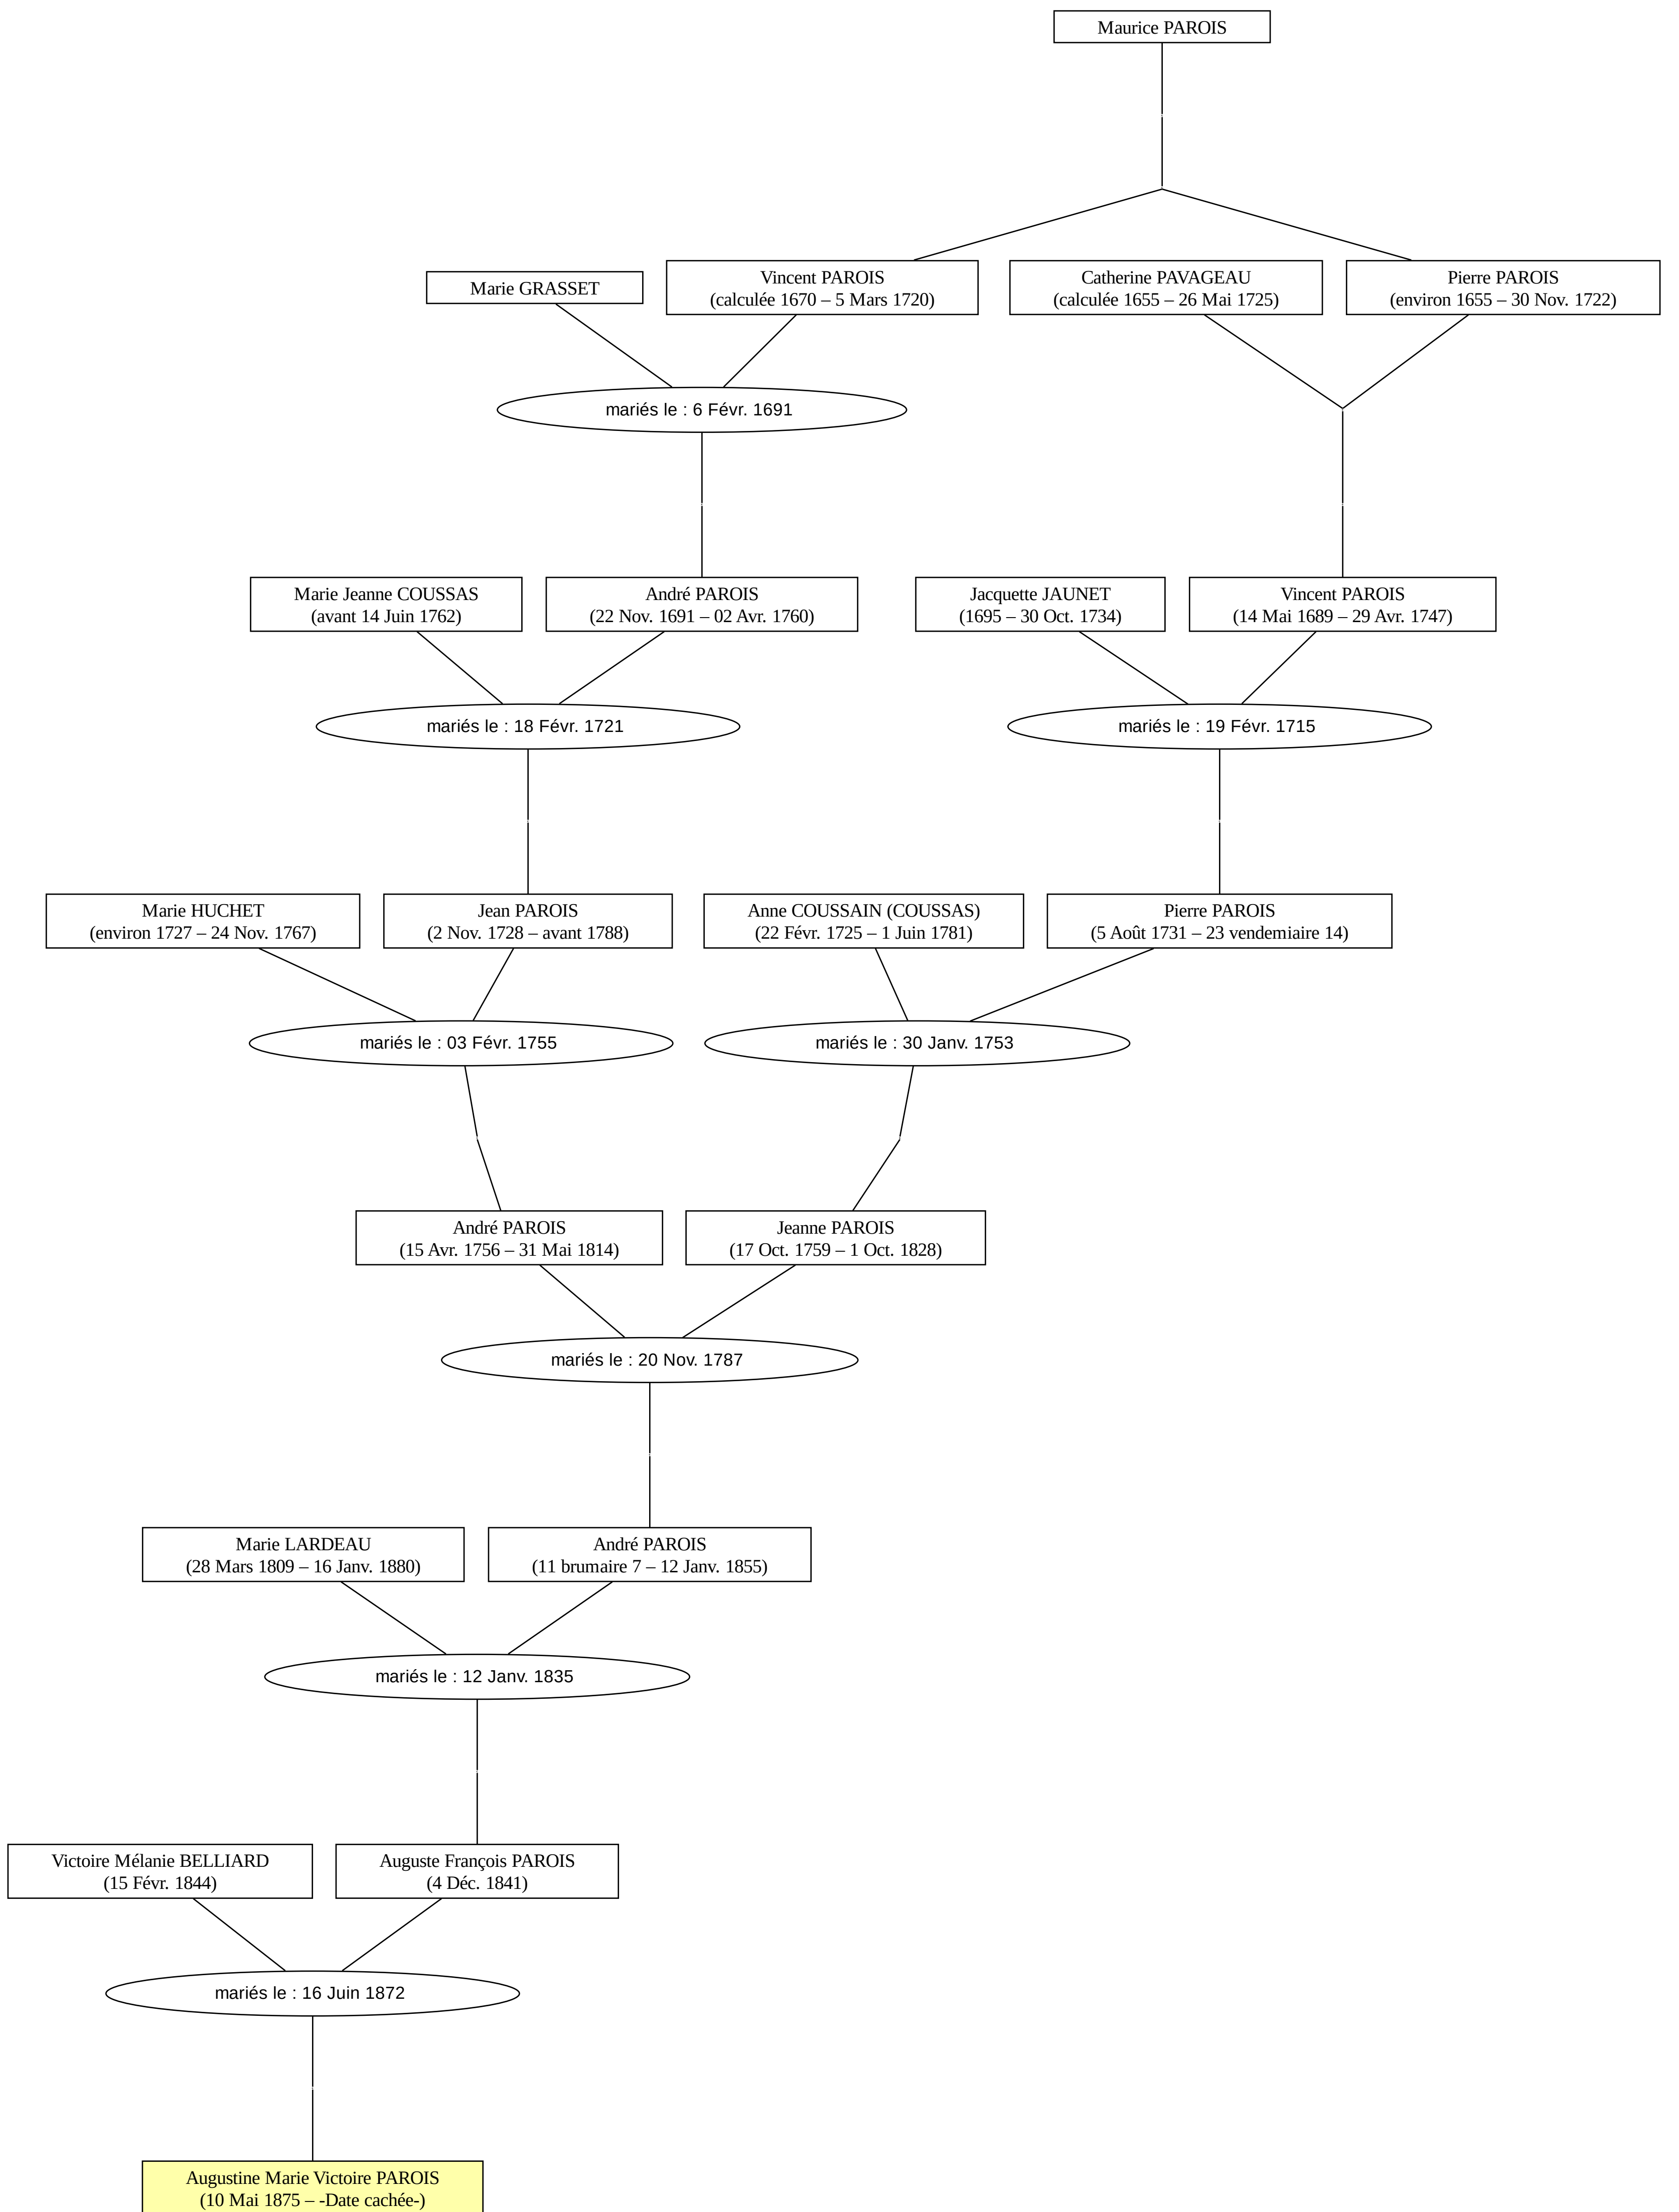 Maurice PAROIS
Marie GRASSET
Vincent PAROIS
(calculée 1670 – 5 Mars 1720)
Catherine PAVAGEAU
(calculée 1655 – 26 Mai 1725)
Pierre PAROIS
(environ 1655 – 30 Nov. 1722)
mariés le : 6 Févr. 1691
Marie Jeanne COUSSAS
(avant 14 Juin 1762)
André PAROIS
(22 Nov. 1691 – 02 Avr. 1760)
Jacquette JAUNET
(1695 – 30 Oct. 1734)
Vincent PAROIS
(14 Mai 1689 – 29 Avr. 1747)
mariés le : 18 Févr. 1721
mariés le : 19 Févr. 1715
Marie HUCHET
(environ 1727 – 24 Nov. 1767)
Jean PAROIS
(2 Nov. 1728 – avant 1788)
Anne COUSSAIN (COUSSAS)
(22 Févr. 1725 – 1 Juin 1781)
Pierre PAROIS
(5 Août 1731 – 23 vendemiaire 14)
mariés le : 03 Févr. 1755
mariés le : 30 Janv. 1753
André PAROIS
(15 Avr. 1756 – 31 Mai 1814)
Jeanne PAROIS
(17 Oct. 1759 – 1 Oct. 1828)
mariés le : 20 Nov. 1787
Marie LARDEAU
(28 Mars 1809 – 16 Janv. 1880)
André PAROIS
(11 brumaire 7 – 12 Janv. 1855)
mariés le : 12 Janv. 1835
Victoire Mélanie BELLIARD
(15 Févr. 1844)
Auguste François PAROIS
(4 Déc. 1841)
mariés le : 16 Juin 1872
Augustine Marie Victoire PAROIS
(10 Mai 1875 – -Date cachée-)